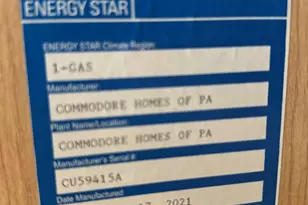 ENERGY STAR
ENERGY STAR Climate Region:
1-GAS
Manufacturer:
COMMODORE HOMES OF PA
Plant Name/Location:
COMMODORE HOMES OF PA
Manufacturer's Serial #:
CU59415A
Date Manufactured
2021